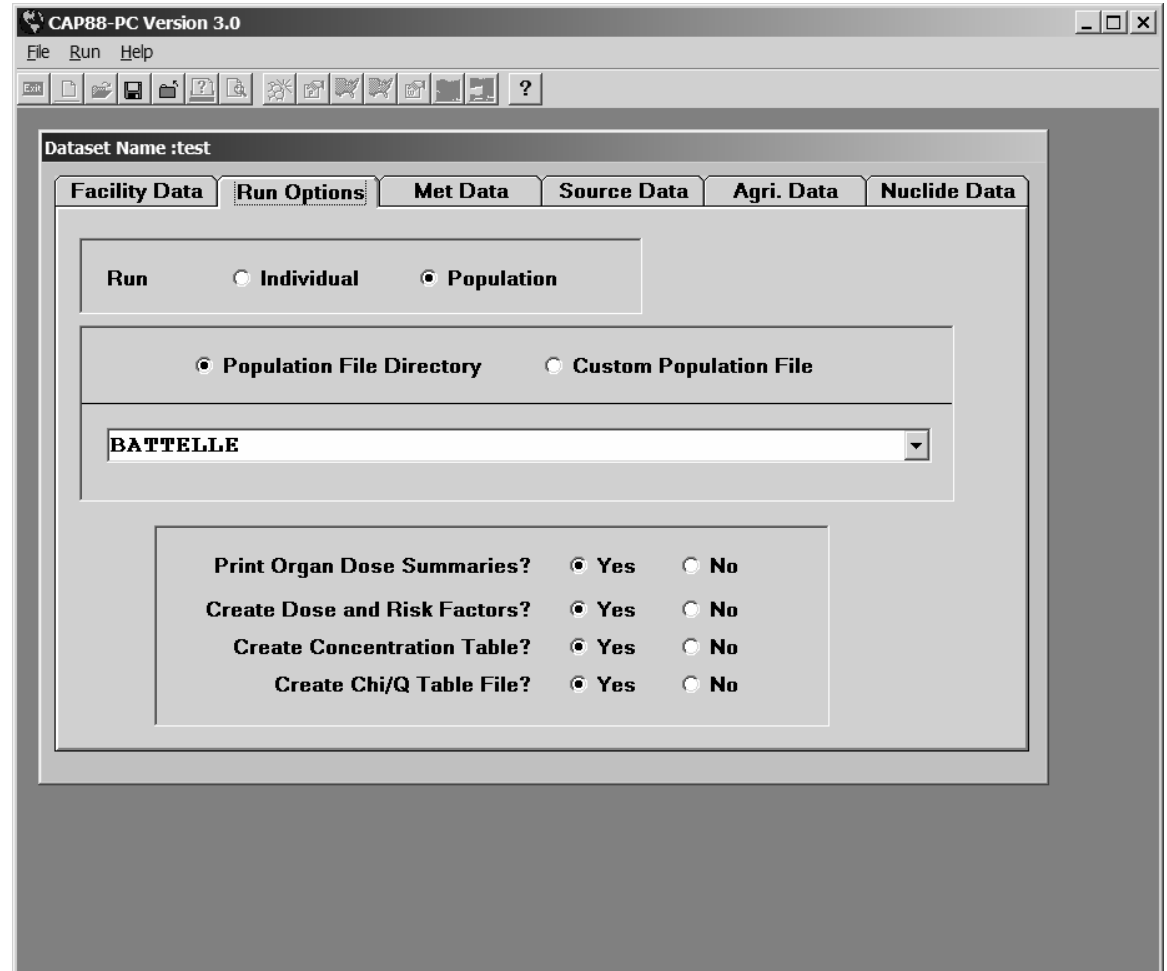 CAP88-PC Version 3.0
File Run Help
Exit ?
Dataset Name :test
Facility Data Run Options Met Data Source Data Agri. Data Nuclide Data
Run Individual Population
Population File Directory Custom Population File
BATTELLE
Print Organ Dose Summaries? Yes No
Create Dose and Risk Factors? Yes No
Create Concentration Table? Yes No
Create Chi/Q Table File? Yes No